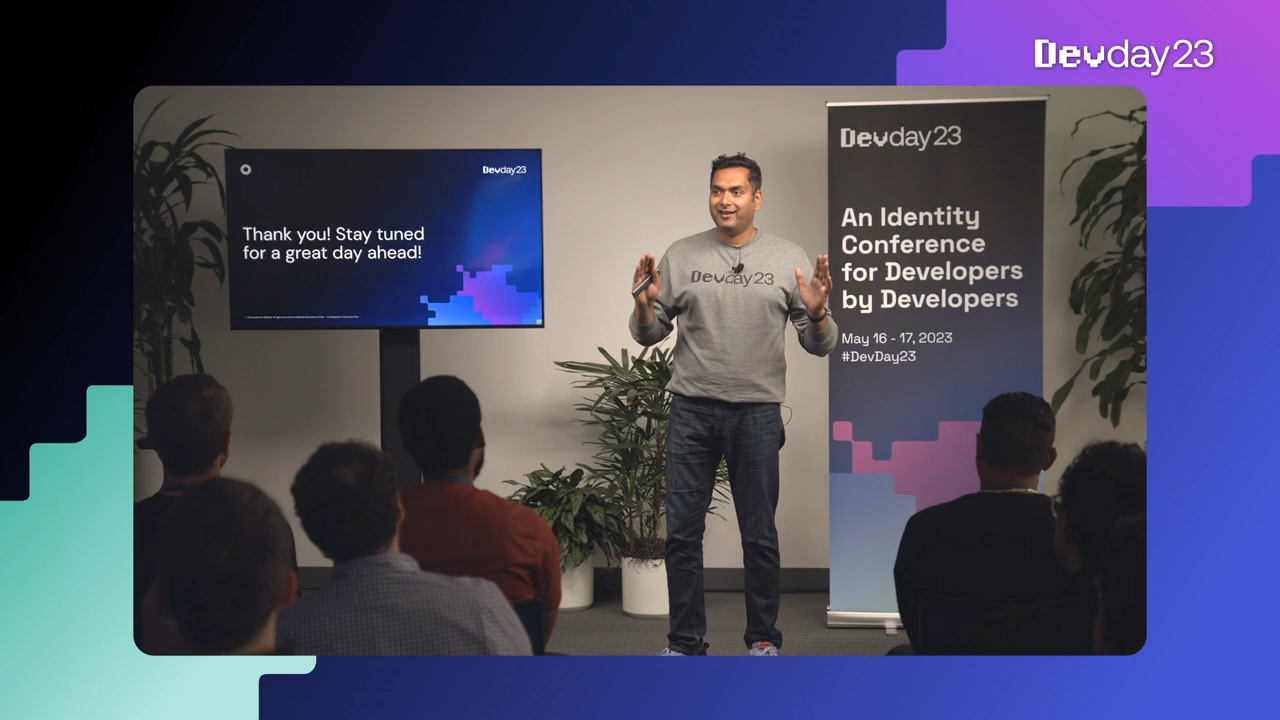 Devday23
Devday23
Thank you! Stay tuned
for a great day ahead!
Devday23
Devday23
An Identity
Conference
for Developers
by Developers
May 16 - 17, 2023
#DevDay23